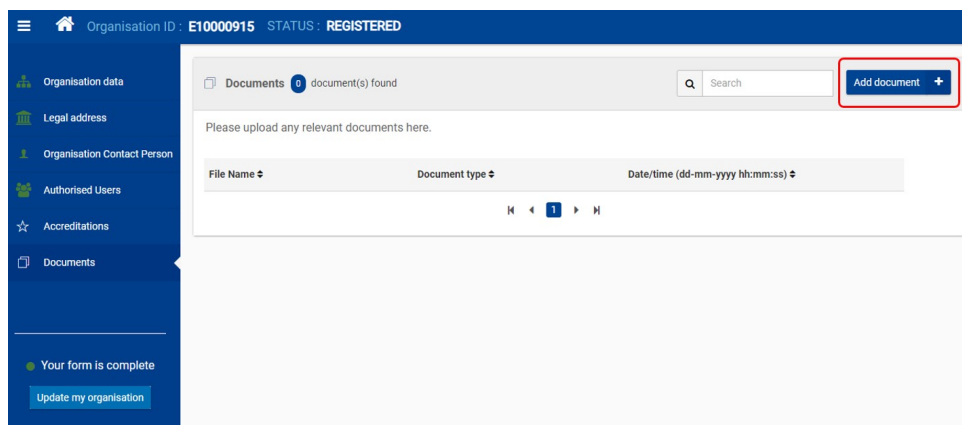 Organisation ID : E10000915 STATUS : REGISTERED
Organisation data
Legal address
Organisation Contact Person
Authorised Users
Accreditations
Documents
Your form is complete
Update my organisation
Documents 0 document(s) found
Search
Add document +
Please upload any relevant documents here.
File Name Document type Date/time (dd-mm-yyyy hh:mm:ss)
1